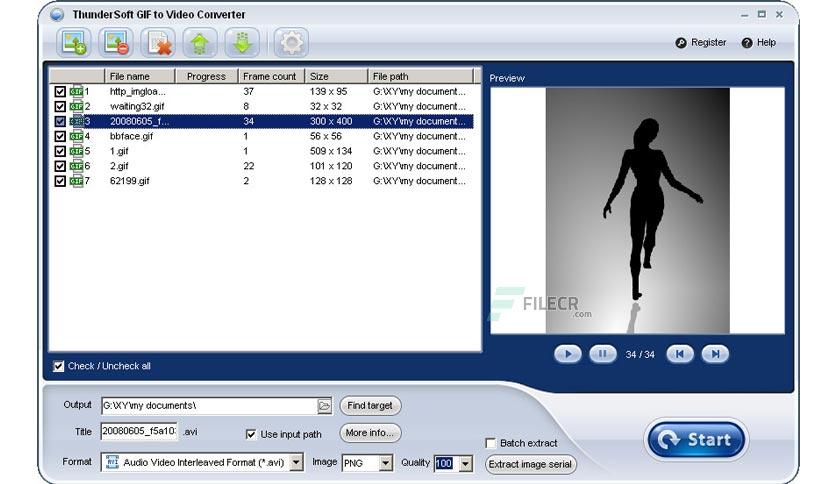 ThunderSoft GIF to Video Converter
Register Help
File name Progress Frame count Size File path
GIF 1 http_imgloa... 37 139 x 95 G:\XY\my document...
GIF 2 waiting32.gif 8 32 x 32 G:\XY\my document...
GIF 3 20080605_f... 34 300 x 400 G:\XY\my document...
GIF 4 bbface.gif 1 56 x 56 G:\XY\my document...
GIF 5 1.gif 1 509 x 134 G:\XY\my document...
GIF 6 2.gif 22 101 x 120 G:\XY\my document...
GIF 7 62199.gif 2 128 x 128 G:\XY\my document...
Preview
FILECR
.com
34 / 34
Check / Uncheck all
Output G:\XY\my documents\ Find target
Title 20080605_f5a10: .avi Use input path More info...
Format AVI Audio Video Interleaved Format (*.avi) Image PNG Quality 100
Batch extract
Extract image serial
Start